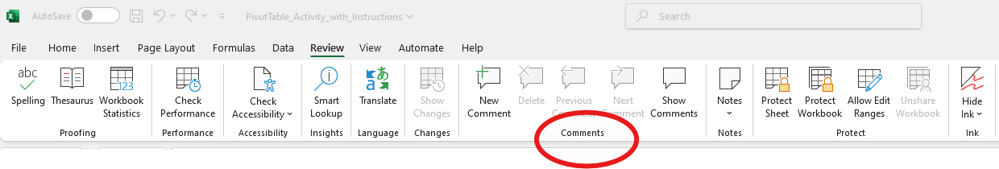 AutoSave
PivotTable_Activity_with_Instructions
Search
File Home Insert Page Layout Formulas Data Review View Automate Help
abc
Spelling
Thesaurus
123
Workbook
Statistics
Proofing
Check
Performance
Performance
Check
Accessibility
Accessibility
Smart
Lookup
Insights
a あ
Translate
Language
Show
Changes
Changes
New
Comment
Delete
Previous
Comment
Next
Comment
Show
Comments
Comments
Notes
Notes
Protect
Sheet
Protect
Workbook
Allow Edit
Ranges
Unshare
Workbook
Protect
Hide
Ink
Ink